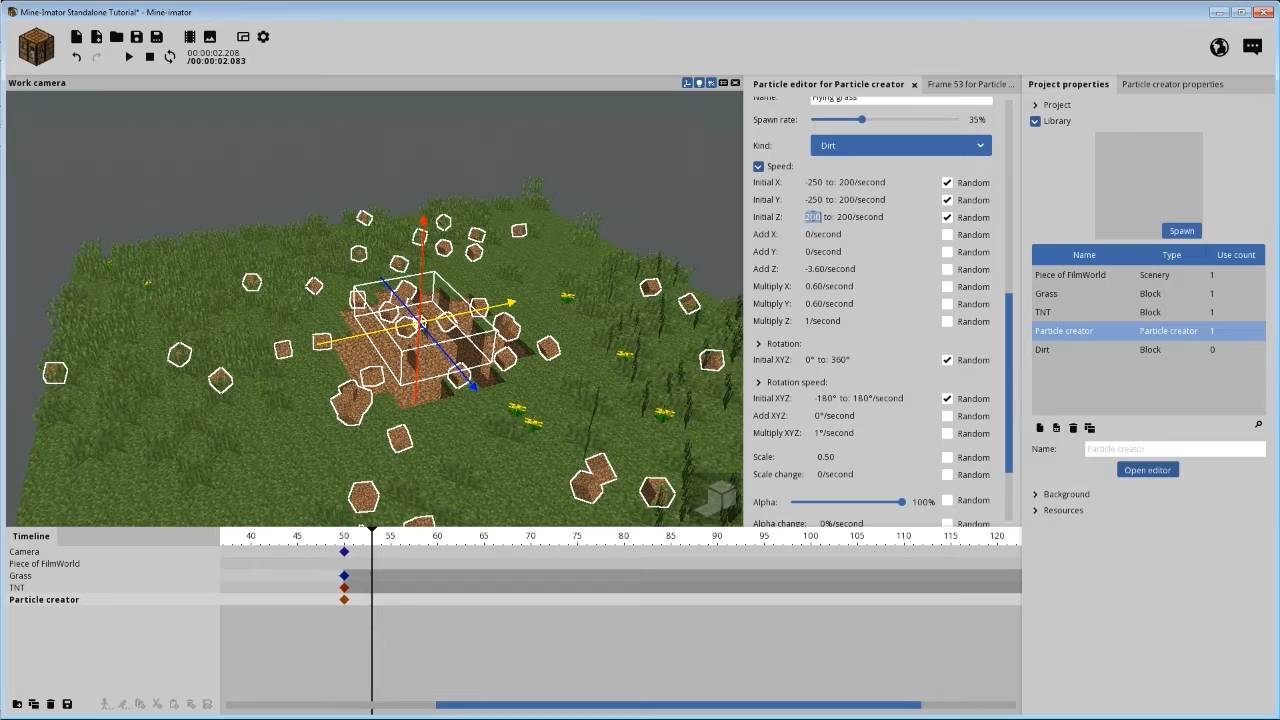 Mine-Imator Standalone Tutorial* - Mine-imator
00:00:02.208
/00:00:02.083
Work camera
Particle editor for Particle creator
Frame 53 for Particle ...
Project properties
Particle creator properties
Name: Flying grass
Spawn rate: 35%
Kind: Dirt
Speed:
Initial X: -250 to: 200/second Random
Initial Y: -250 to: 200/second Random
Initial Z: 200 to: 200/second Random
Add X: 0/second Random
Add Y: 0/second Random
Add Z: -3.60/second Random
Multiply X: 0.60/second Random
Multiply Y: 0.60/second Random
Multiply Z: 1/second Random
Rotation:
Initial XYZ: 0° to: 360° Random
Rotation speed:
Initial XYZ: -180° to: 180°/second Random
Add XYZ: 0°/second Random
Multiply XYZ: 1°/second Random
Scale: 0.50 Random
Scale change: 0/second Random
Alpha: 100% Random
Alpha change: 0%/second Random
Project
Library
Spawn
Name Type Use count
Piece of FilmWorld Scenery 1
Grass Block 1
TNT Block 1
Particle creator Particle creator 1
Dirt Block 0
Name: Particle creator
Open editor
Background
Resources
Timeline
40 45 50 55 60 65 70 75 80 85 90 95 100 105 110 115 120
Camera
Piece of FilmWorld
Grass
TNT
Particle creator